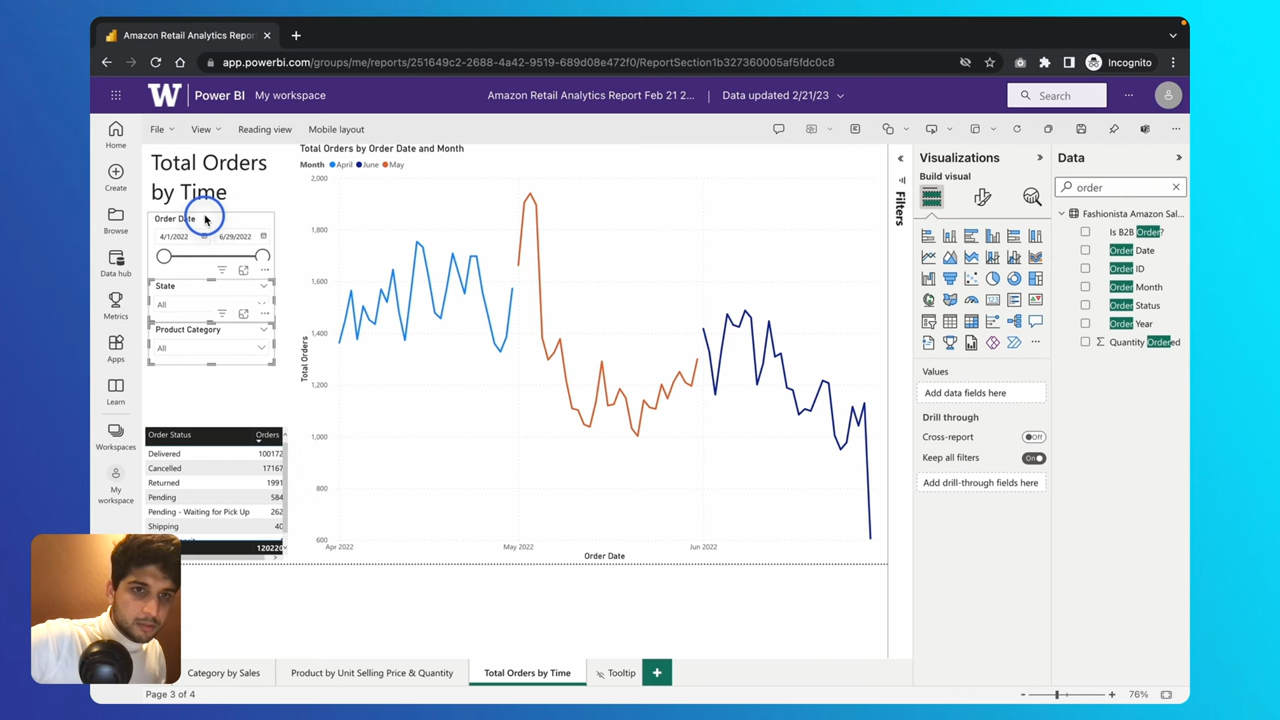 Amazon Retail Analytics Repor
app.powerbi.com/groups/me/reports/251649c2-2688-4a42-9519-689d08e472f0/ReportSection1b327360005af5fdc0c8
Incognito
W
Power BI
My workspace
Amazon Retail Analytics Report Feb 21 2...
Data updated 2/21/23
Search
File
View
Reading view
Mobile layout
Home
Create
Browse
Data hub
Metrics
Apps
Learn
Workspaces
My
workspace
Total Orders
by Time
Order Date
4/1/2022
6/29/2022
State
All
Product Category
All
Order Status Orders
Delivered 100172
Cancelled 17167
Returned 1991
Pending 584
Pending - Waiting for Pick Up 262
Shipping 40
120220
Total Orders by Order Date and Month
Month April June May
2,000
1,800
1,600
1,400
1,200
1,000
800
600
Total Orders
Apr 2022
May 2022
Jun 2022
Order Date
Filters
Visualizations
Build visual
Values
Add data fields here
Drill through
Cross-report
Off
Keep all filters
On
Add drill-through fields here
Data
order
Fashionista Amazon Sal...
Is B2B Order?
Order Date
Order ID
Order Month
Order Status
Order Year
Quantity Ordered
Category by Sales
Product by Unit Selling Price & Quantity
Total Orders by Time
Tooltip
Page 3 of 4
76%